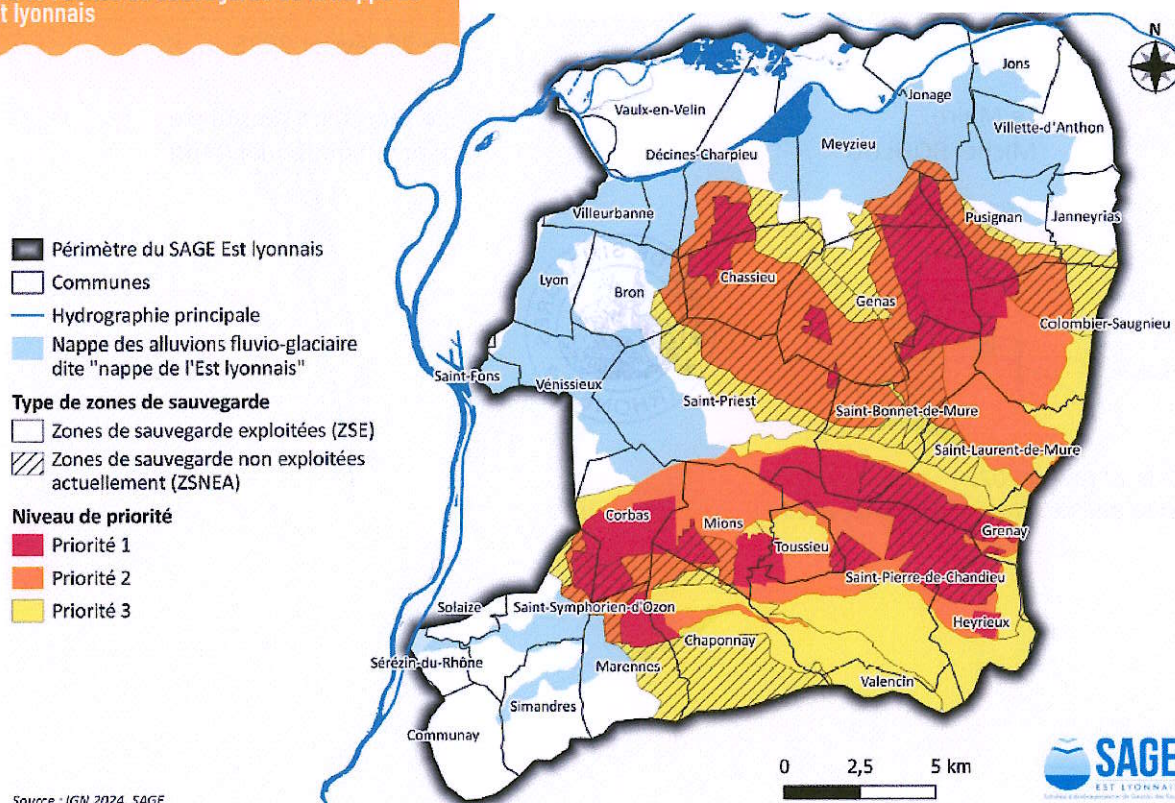 t lyonnais
N
Jons
Jonage
Vaulx-en-Velin
Villette-d'Anthon
Meyzieu
Décines-Charpieu
Villeurbanne
Pusignan
Janneyrias
Périmètre du SAGE Est lyonnais
Communes
Hydrographie principale
Nappe des alluvions fluvio-glaciaire
dite "nappe de l'Est lyonnais"
Type de zones de sauvegarde
Zones de sauvegarde exploitées (ZSE)
Zones de sauvegarde non exploitées
actuellement (ZSNEA)
Niveau de priorité
Priorité 1
Priorité 2
Priorité 3
Lyon
Bron
Chassieu
Genas
Colombier-Saugnieu
Saint-Fons
Vénissieux
Saint-Priest
Saint-Bonnet-de-Mure
Saint-Laurent-de-Mure
Corbas
Mions
Grenay
Toussieu
Saint-Pierre-de-Chandieu
Solaize
Saint-Symphorien-d'Ozon
Heyrieux
Chaponnay
Sérézin-du-Rhône
Marennes
Valencin
Simandres
Communay
0 2,5 5 km
SAGE
EST LYONNAIS
Source : IGN 2024, SAGE